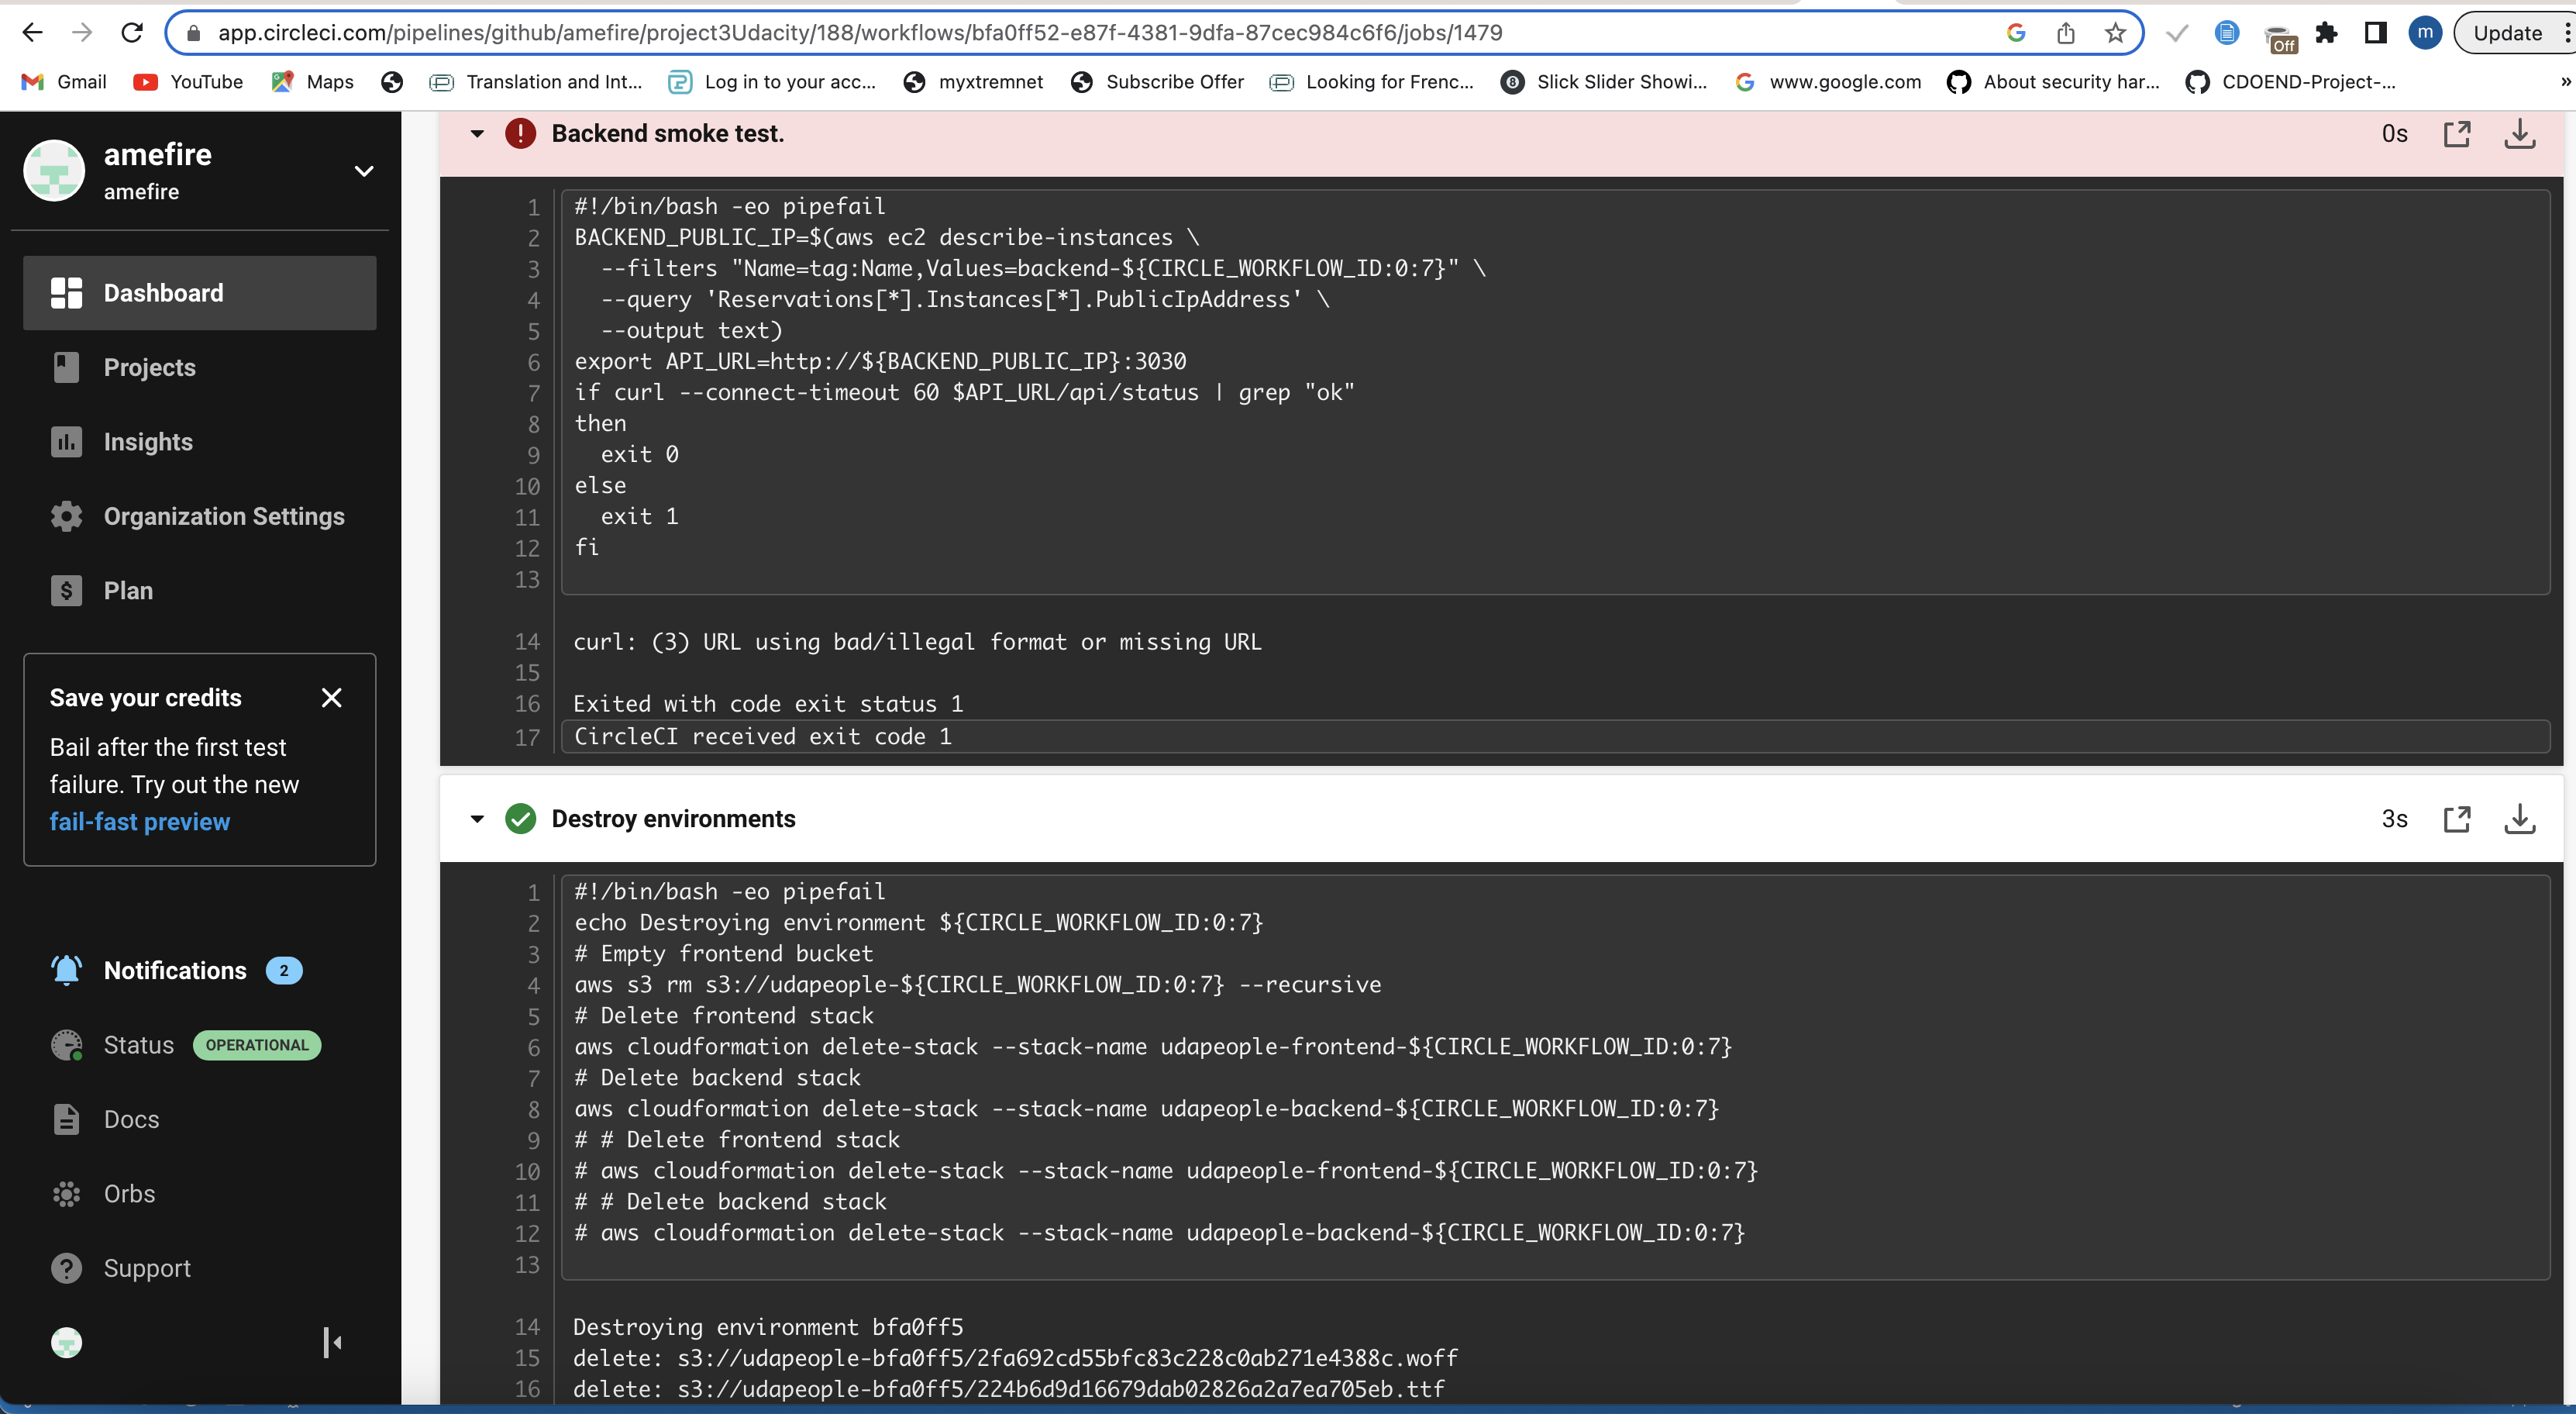 app.circleci.com/pipelines/github/amefire/project3Udacity/188/workflows/bfa0ff52-e87f-4381-9dfa-87cec984c6f6/jobs/1479
Off
m
Update
Gmail
YouTube
Maps
Translation and Int...
Log in to your acc...
myxtremnet
Subscribe Offer
Looking for Frenc...
Slick Slider Showi...
www.google.com
About security har...
CDOEND-Project-...
»
amefire
amefire
Dashboard
Projects
Insights
Organization Settings
Plan
Save your credits
Bail after the first test
failure. Try out the new
fail-fast preview
Notifications 2
Status OPERATIONAL
Docs
Orbs
Support
Backend smoke test.
0s
1 #!/bin/bash -eo pipefail
2 BACKEND_PUBLIC_IP=$(aws ec2 describe-instances \
3 --filters "Name=tag:Name,Values=backend-${CIRCLE_WORKFLOW_ID:0:7}" \
4 --query 'Reservations[*].Instances[*].PublicIpAddress' \
5 --output text)
6 export API_URL=http://${BACKEND_PUBLIC_IP}:3030
7 if curl --connect-timeout 60 $API_URL/api/status | grep "ok"
8 then
9 exit 0
10 else
11 exit 1
12 fi
13
14 curl: (3) URL using bad/illegal format or missing URL
15
16 Exited with code exit status 1
17 CircleCI received exit code 1
Destroy environments
3s
1 #!/bin/bash -eo pipefail
2 echo Destroying environment ${CIRCLE_WORKFLOW_ID:0:7}
3 # Empty frontend bucket
4 aws s3 rm s3://udapeople-${CIRCLE_WORKFLOW_ID:0:7} --recursive
5 # Delete frontend stack
6 aws cloudformation delete-stack --stack-name udapeople-frontend-${CIRCLE_WORKFLOW_ID:0:7}
7 # Delete backend stack
8 aws cloudformation delete-stack --stack-name udapeople-backend-${CIRCLE_WORKFLOW_ID:0:7}
9 # # Delete frontend stack
10 # aws cloudformation delete-stack --stack-name udapeople-frontend-${CIRCLE_WORKFLOW_ID:0:7}
11 # # Delete backend stack
12 # aws cloudformation delete-stack --stack-name udapeople-backend-${CIRCLE_WORKFLOW_ID:0:7}
13
14 Destroying environment bfa0ff5
15 delete: s3://udapeople-bfa0ff5/2fa692cd55bfc83c228c0ab271e4388c.woff
16 delete: s3://udapeople-bfa0ff5/224b6d9d16679dab02826a2a7ea705eb.ttf